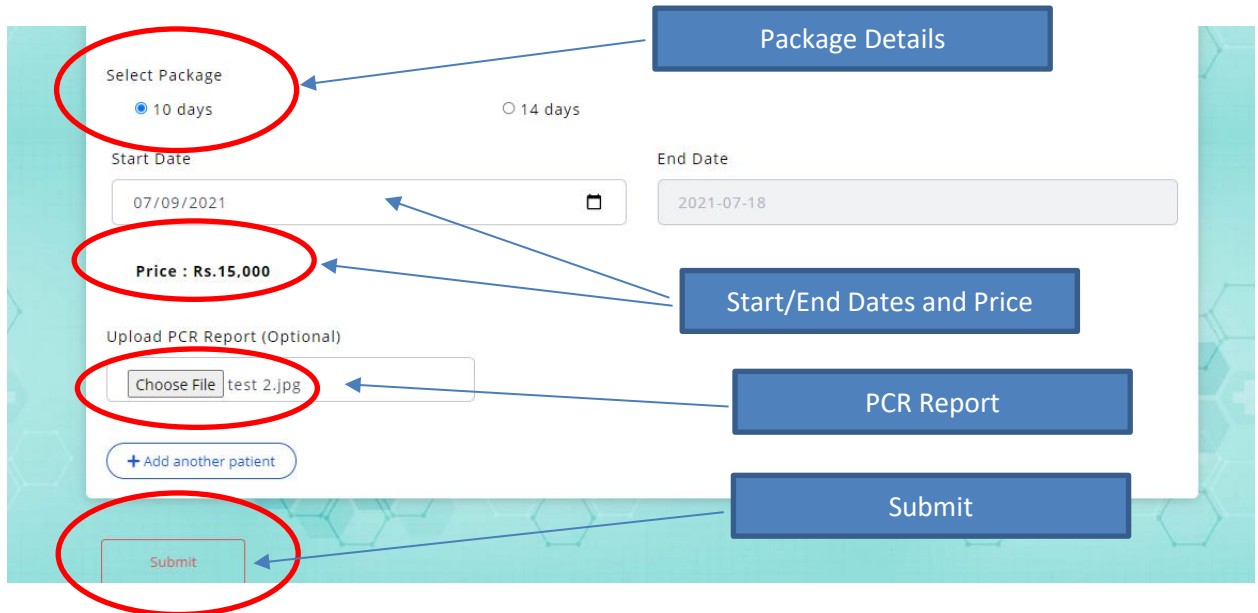 Package Details
Select Package
10 days 14 days
Start Date End Date
07/09/2021 2021-07-18
Price : Rs.15,000
Start/End Dates and Price
Upload PCR Report (Optional)
Choose File test 2.jpg
PCR Report
+ Add another patient
Submit
Submit